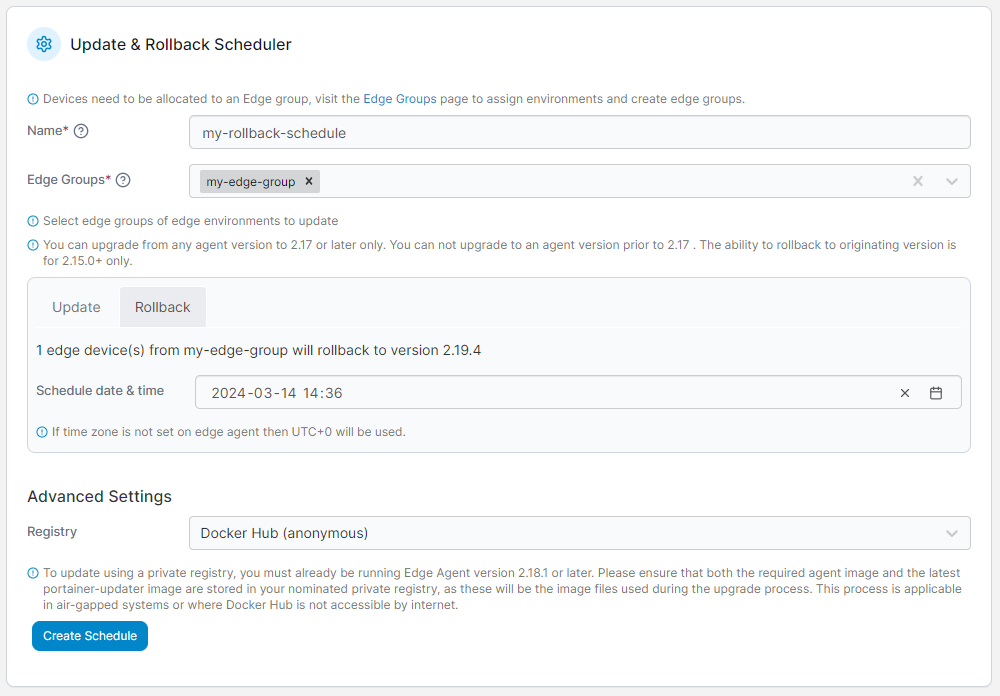 Update & Rollback Scheduler
Devices need to be allocated to an Edge group, visit the Edge Groups page to assign environments and create edge groups.
Name*
my-rollback-schedule
Edge Groups*
my-edge-group
Select edge groups of edge environments to update
You can upgrade from any agent version to 2.17 or later only. You can not upgrade to an agent version prior to 2.17 . The ability to rollback to originating version is
for 2.15.0+ only.
Update Rollback
1 edge device(s) from my-edge-group will rollback to version 2.19.4
Schedule date & time
2024-03-14 14:36
If time zone is not set on edge agent then UTC+0 will be used.
Advanced Settings
Registry
Docker Hub (anonymous)
To update using a private registry, you must already be running Edge Agent version 2.18.1 or later. Please ensure that both the required agent image and the latest
portainer-updater image are stored in your nominated private registry, as these will be the image files used during the upgrade process. This process is applicable
in air-gapped systems or where Docker Hub is not accessible by internet.
Create Schedule